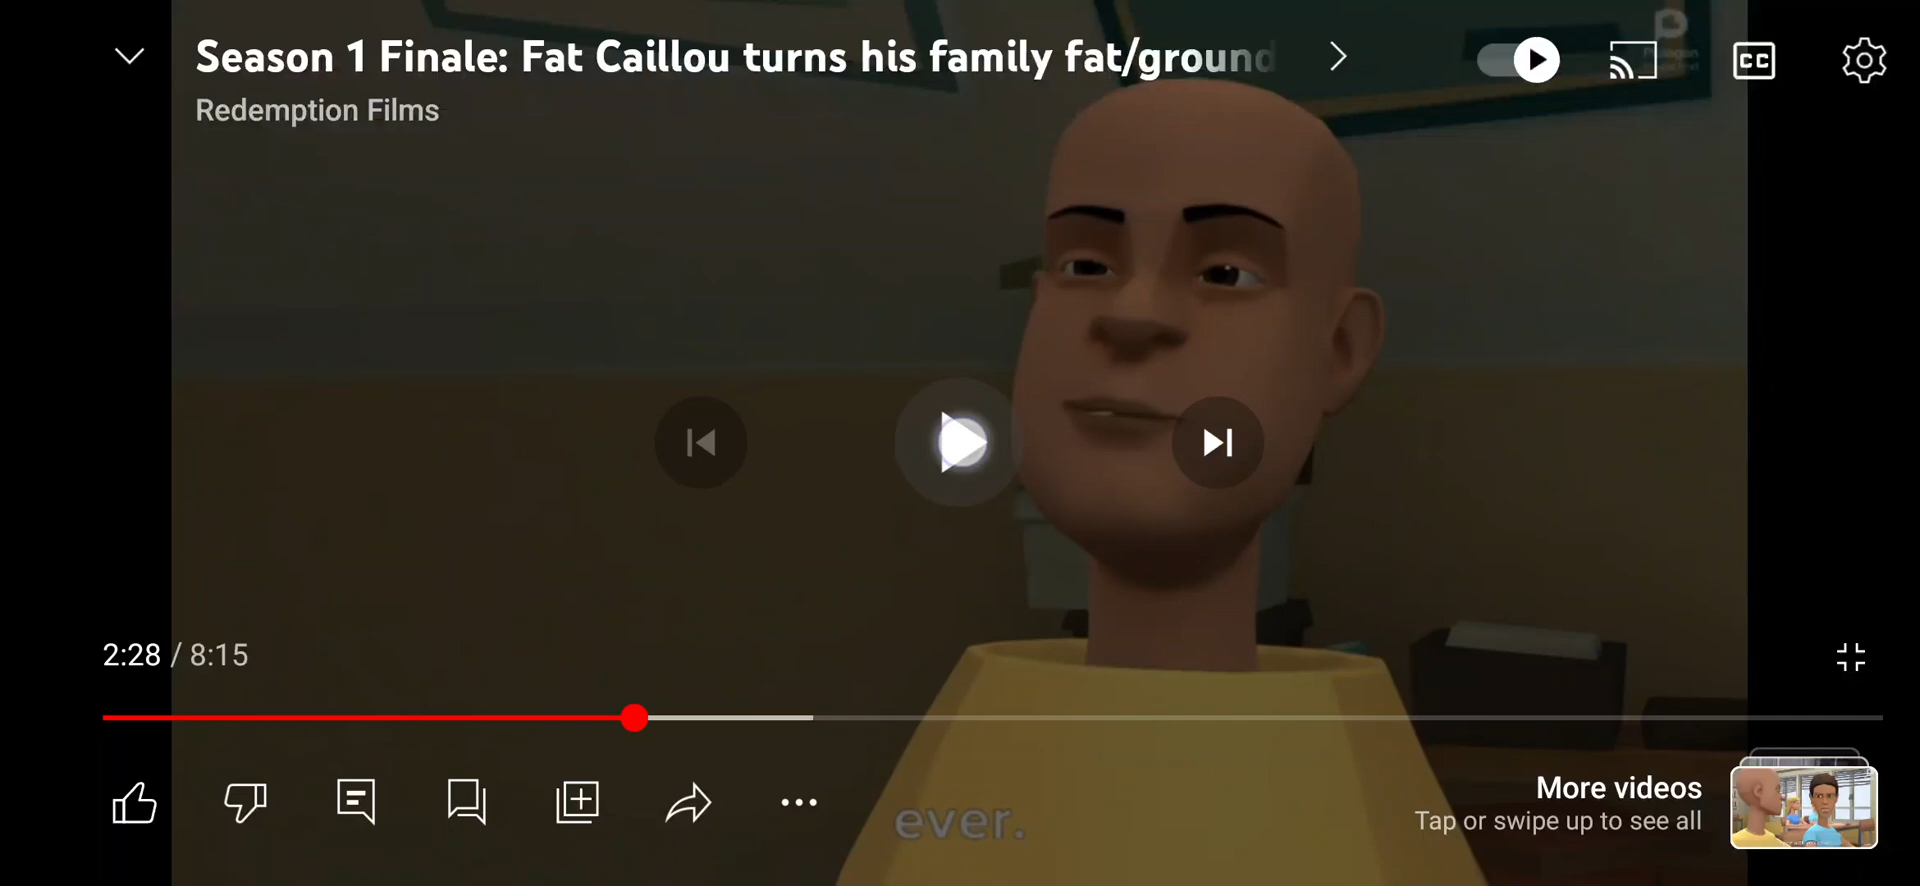 Season 1 Finale: Fat Caillou turns his family fat/ground
Redemption Films
CC
2:28 / 8:15
ever.
More videos
Tap or swipe up to see all